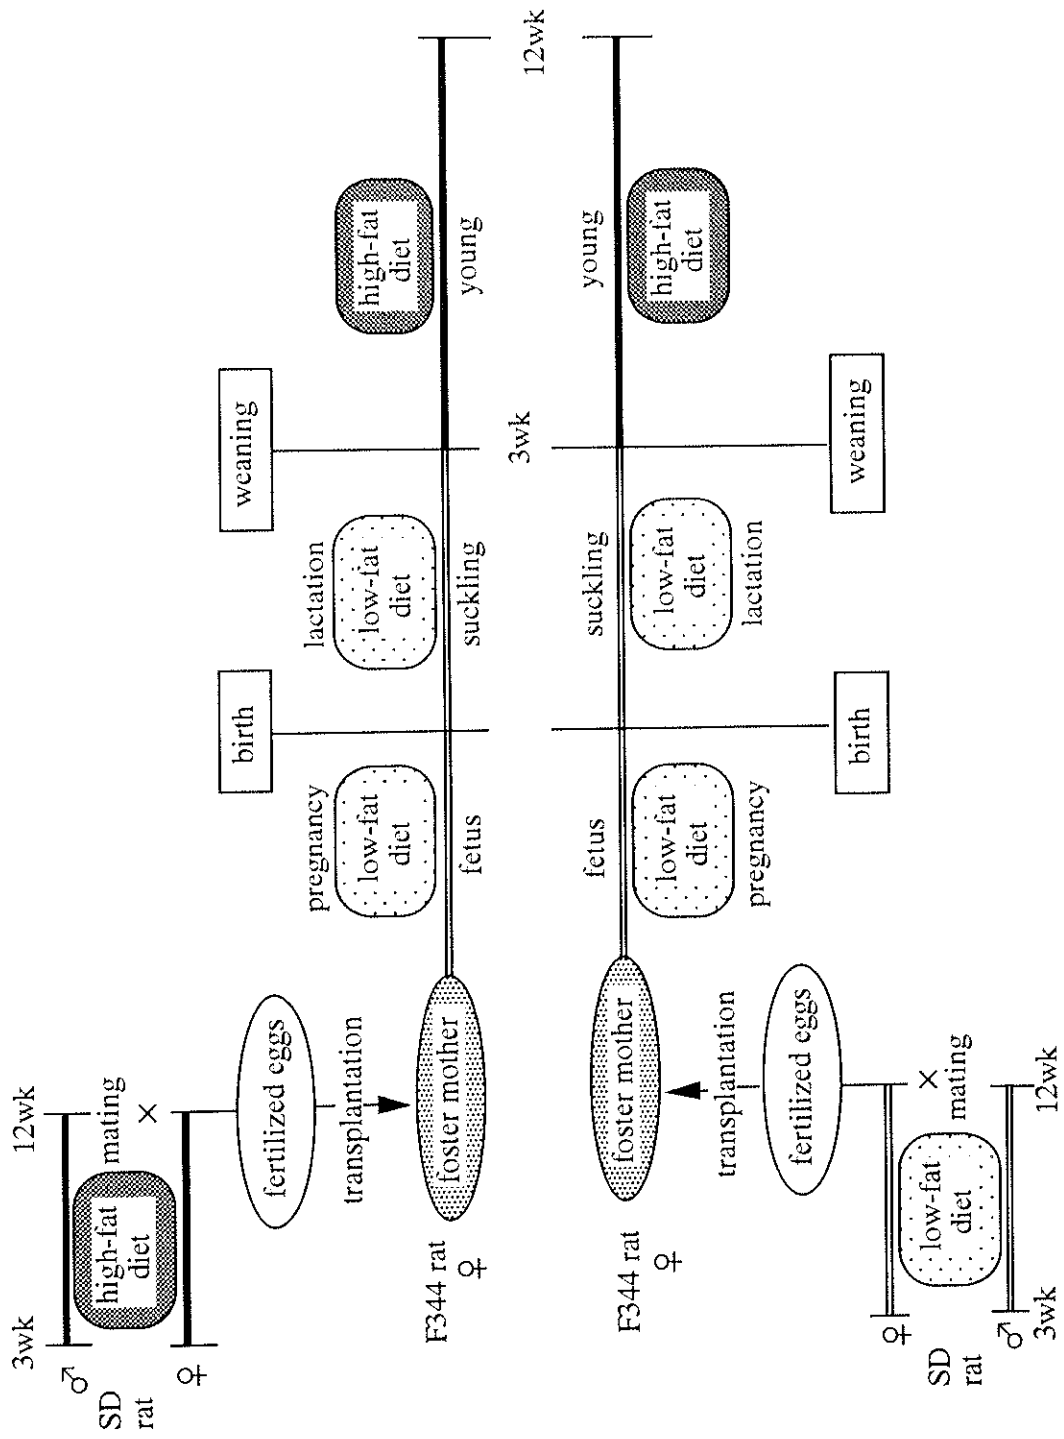 3wk
12wk
♂
SD
rat
♀
high-fat
diet
mating
×
fertilized eggs
transplantation
F344 rat
♀
foster mother
pregnancy
low-fat
diet
fetus
birth
lactation
low-fat
diet
suckling
weaning
high-fat
diet
young
3wk
12wk
F344 rat
♀
foster mother
fetus
low-fat
diet
pregnancy
birth
suckling
low-fat
diet
lactation
weaning
young
high-fat
diet
transplantation
fertilized eggs
♀
SD
rat
♂
low-fat
diet
×
mating
3wk
12wk